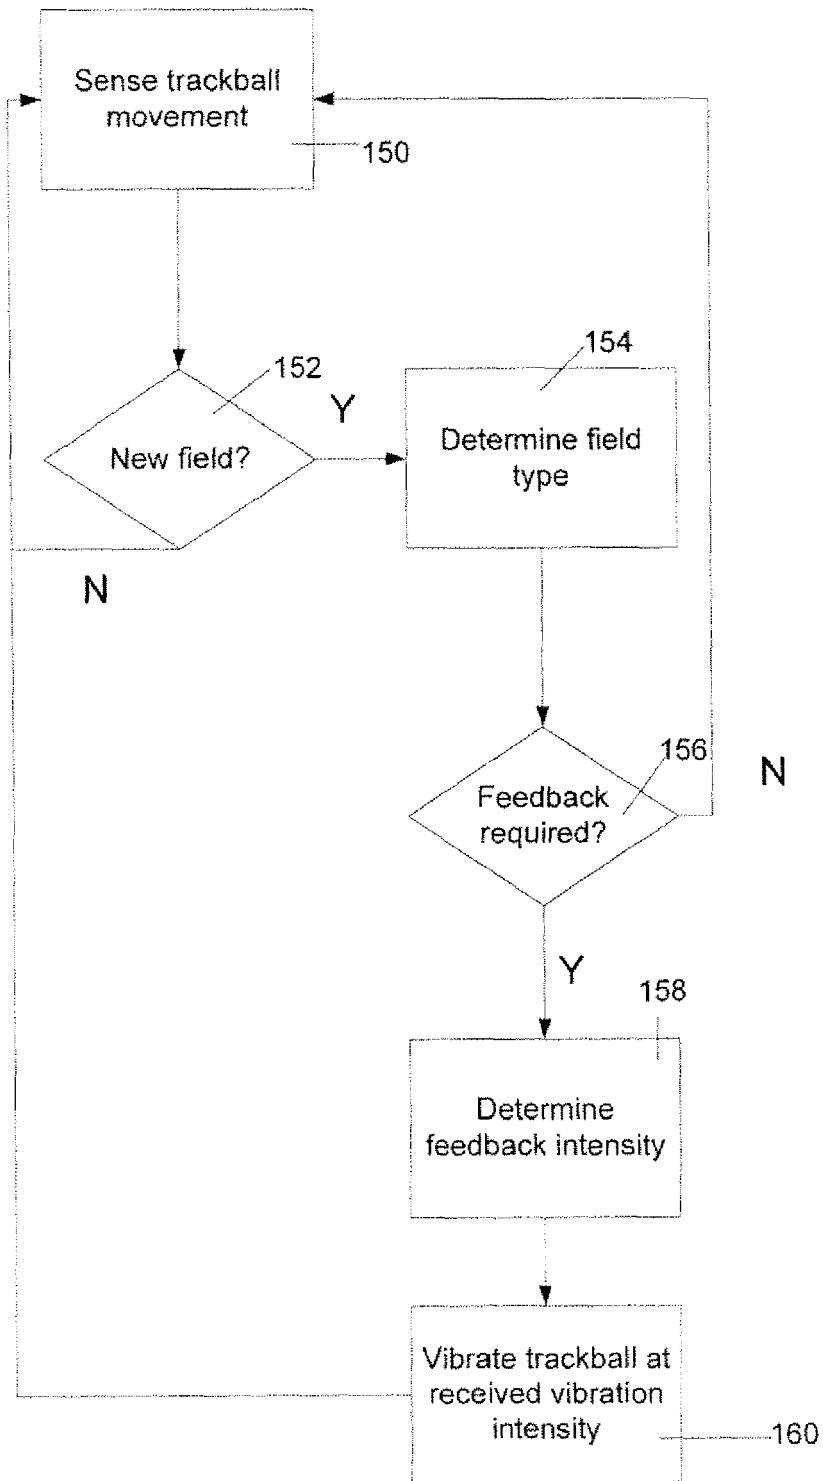 Sense trackball
movement
150
152
New field?
Y
N
154
Determine field
type
156
Feedback
required?
N
Y
158
Determine
feedback intensity
Vibrate trackball at
received vibration
intensity
160